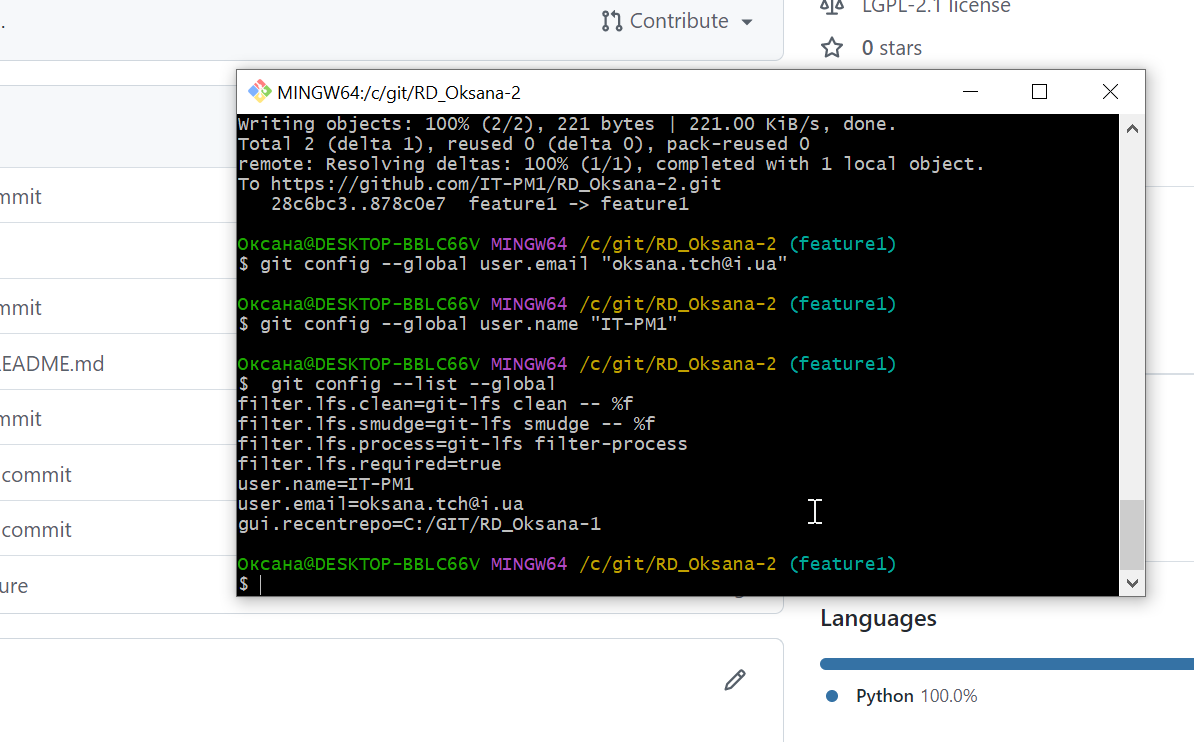 .
Contribute
LGPL-2.1 license
0 stars
MINGW64:/c/git/RD_Oksana-2
Writing objects: 100% (2/2), 221 bytes | 221.00 KiB/s, done.
Total 2 (delta 1), reused 0 (delta 0), pack-reused 0
remote: Resolving deltas: 100% (1/1), completed with 1 local object.
To https://github.com/IT-PM1/RD_Oksana-2.git
   28c6bc3..878c0e7  feature1 -> feature1
Оксана@DESKTOP-BBLC66V MINGW64 /c/git/RD_Oksana-2 (feature1)
$ git config --global user.email "oksana.tch@i.ua"
Оксана@DESKTOP-BBLC66V MINGW64 /c/git/RD_Oksana-2 (feature1)
$ git config --global user.name "IT-PM1"
Оксана@DESKTOP-BBLC66V MINGW64 /c/git/RD_Oksana-2 (feature1)
$  git config --list --global
filter.lfs.clean=git-lfs clean -- %f
filter.lfs.smudge=git-lfs smudge -- %f
filter.lfs.process=git-lfs filter-process
filter.lfs.required=true
user.name=IT-PM1
user.email=oksana.tch@i.ua
gui.recentrepo=C:/GIT/RD_Oksana-1
Оксана@DESKTOP-BBLC66V MINGW64 /c/git/RD_Oksana-2 (feature1)
$
mmit
mmit
EADME.md
mmit
commit
commit
ure
Languages
Python 100.0%